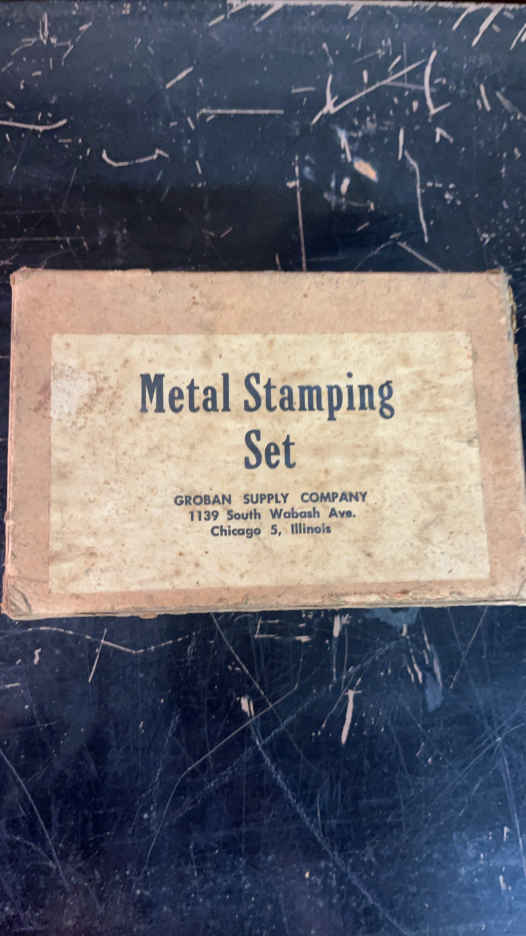 Metal Stamping
Set
GROBAN SUPPLY COMPANY
1139 South Wabash Ave.
Chicago 5, Illinois